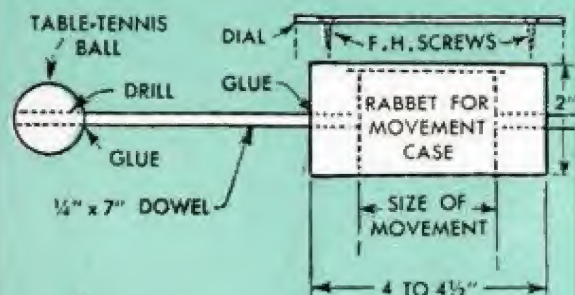 TABLE-TENNIS
BALL
DIAL
F.H. SCREWS
DRILL
GLUE
RABBET FOR
MOVEMENT
CASE
2"
GLUE
¼" x 7" DOWEL
SIZE OF
MOVEMENT
4 TO 4½"